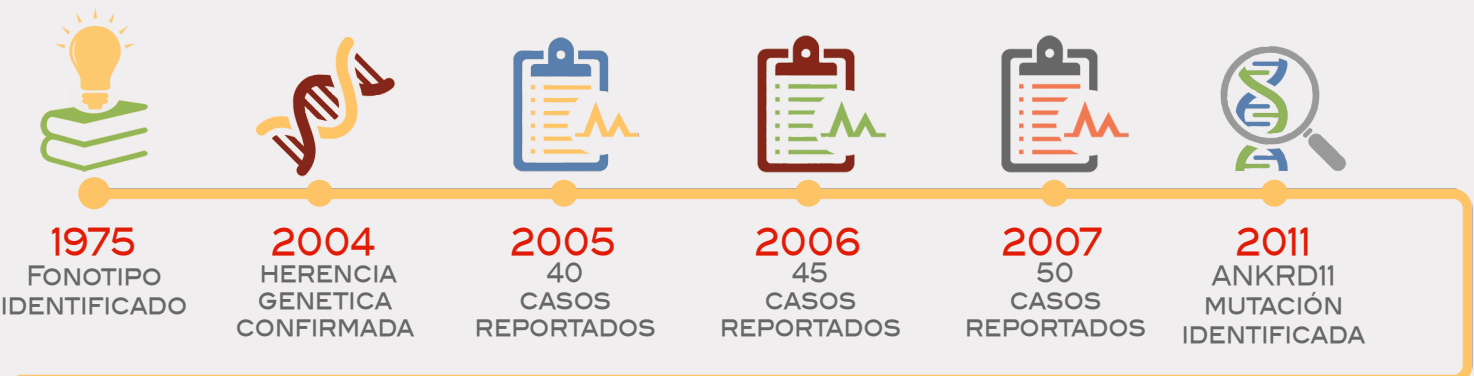 1975
FONOTIPO
IDENTIFICADO
2004
HERENCIA
GENETICA
CONFIRMADA
2005
40
CASOS
REPORTADOS
2006
45
CASOS
REPORTADOS
2007
50
CASOS
REPORTADOS
2011
ANKRD11
MUTACIÓN
IDENTIFICADA